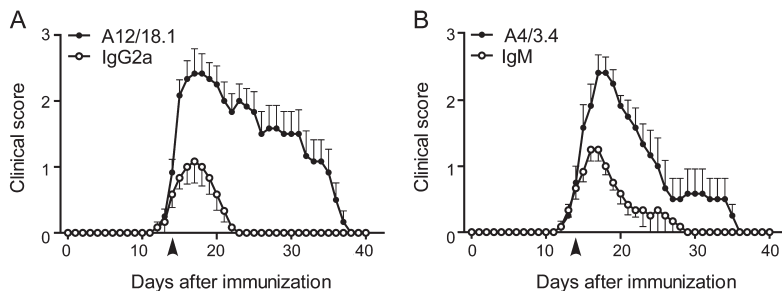 A
B
A12/18.1
IgG2a
A4/3.4
IgM
Clinical score
3
2
1
0
0 10 20 30 40
Days after immunization
Clinical score
3
2
1
0
0 10 20 30 40
Days after immunization